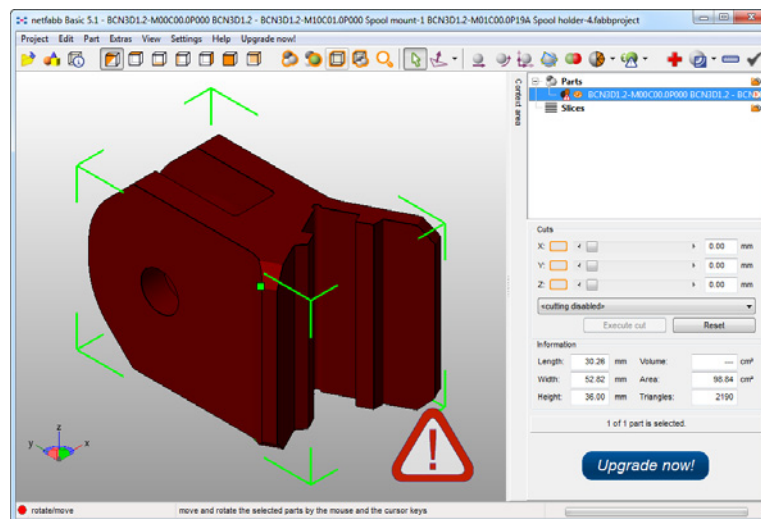 netfabb Basic 5.1 - BCN3D1.2-M00C00.0P000 BCN3D1.2 - BCN3D1.2-M10C01.0P000 Spool mount-1 BCN3D1.2-M01C00.0P19A Spool holder-4.fabbproject
Project Edit Part Extras View Settings Help Upgrade now!
Context area
Parts
BCN3D1.2-M00C00.0P000 BCN3D1.2 -
Slices
Cuts
X: 0.00 mm
Y: 0.00 mm
Z: 0.00 mm
<cutting disabled>
Execute cut Reset
Information
Length: 30.26 mm Volume: --- cm³
Width: 52.82 mm Area: 98.84 cm²
Height: 36.00 mm Triangles: 2190
1 of 1 part is selected.
Upgrade now!
z
y x
rotate/move move and rotate the selected parts by the mouse and the cursor keys